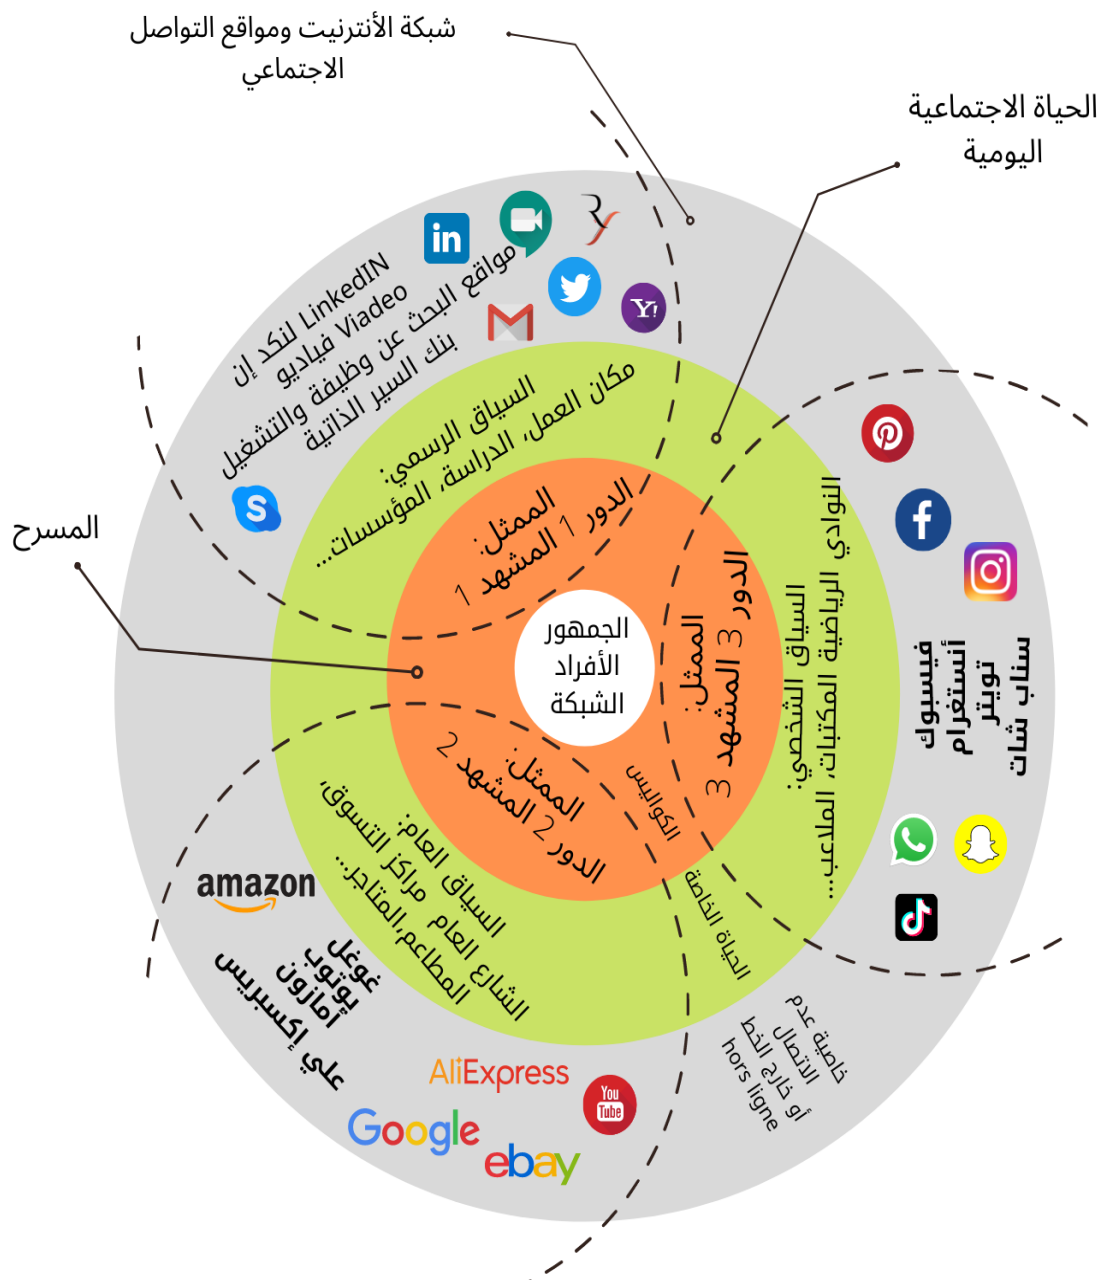 شبكة الأنترنيت ومواقع التواصل
الاجتماعي
الحياة الاجتماعية
اليومية
المسرح
in
Y!
LinkedIN لنكد إن
Viadeo فياديو
مواقع البحث عن وظيفة والتشغيل
بنك السير الذاتية
S
السياق الرسمي:
مكان العمل، الدراسة، المؤسسات...
الممثل:
الدور 1 المشهد 1
الجمهور
الأفراد
الشبكة
الممثل:
الدور 3 المشهد 3
السياق الشخصي:
النوادي الرياضية المكتبات، الملاعب...
فيسبوك
أنستغرام
تويتر
سناب شات
الممثل:
الدور 2 المشهد 2
السياق العام:
الشارع العام مراكز التسوق،
المطاعم،المتاجر...
الكواليس
الحياة الخاصة
خاصية عدم
الاتصال
أو خارج الخط
hors ligne
amazon
غوغل
يوتوب
أمازون
علي إكسبريس
AliExpress
You
Tube
Google
ebay